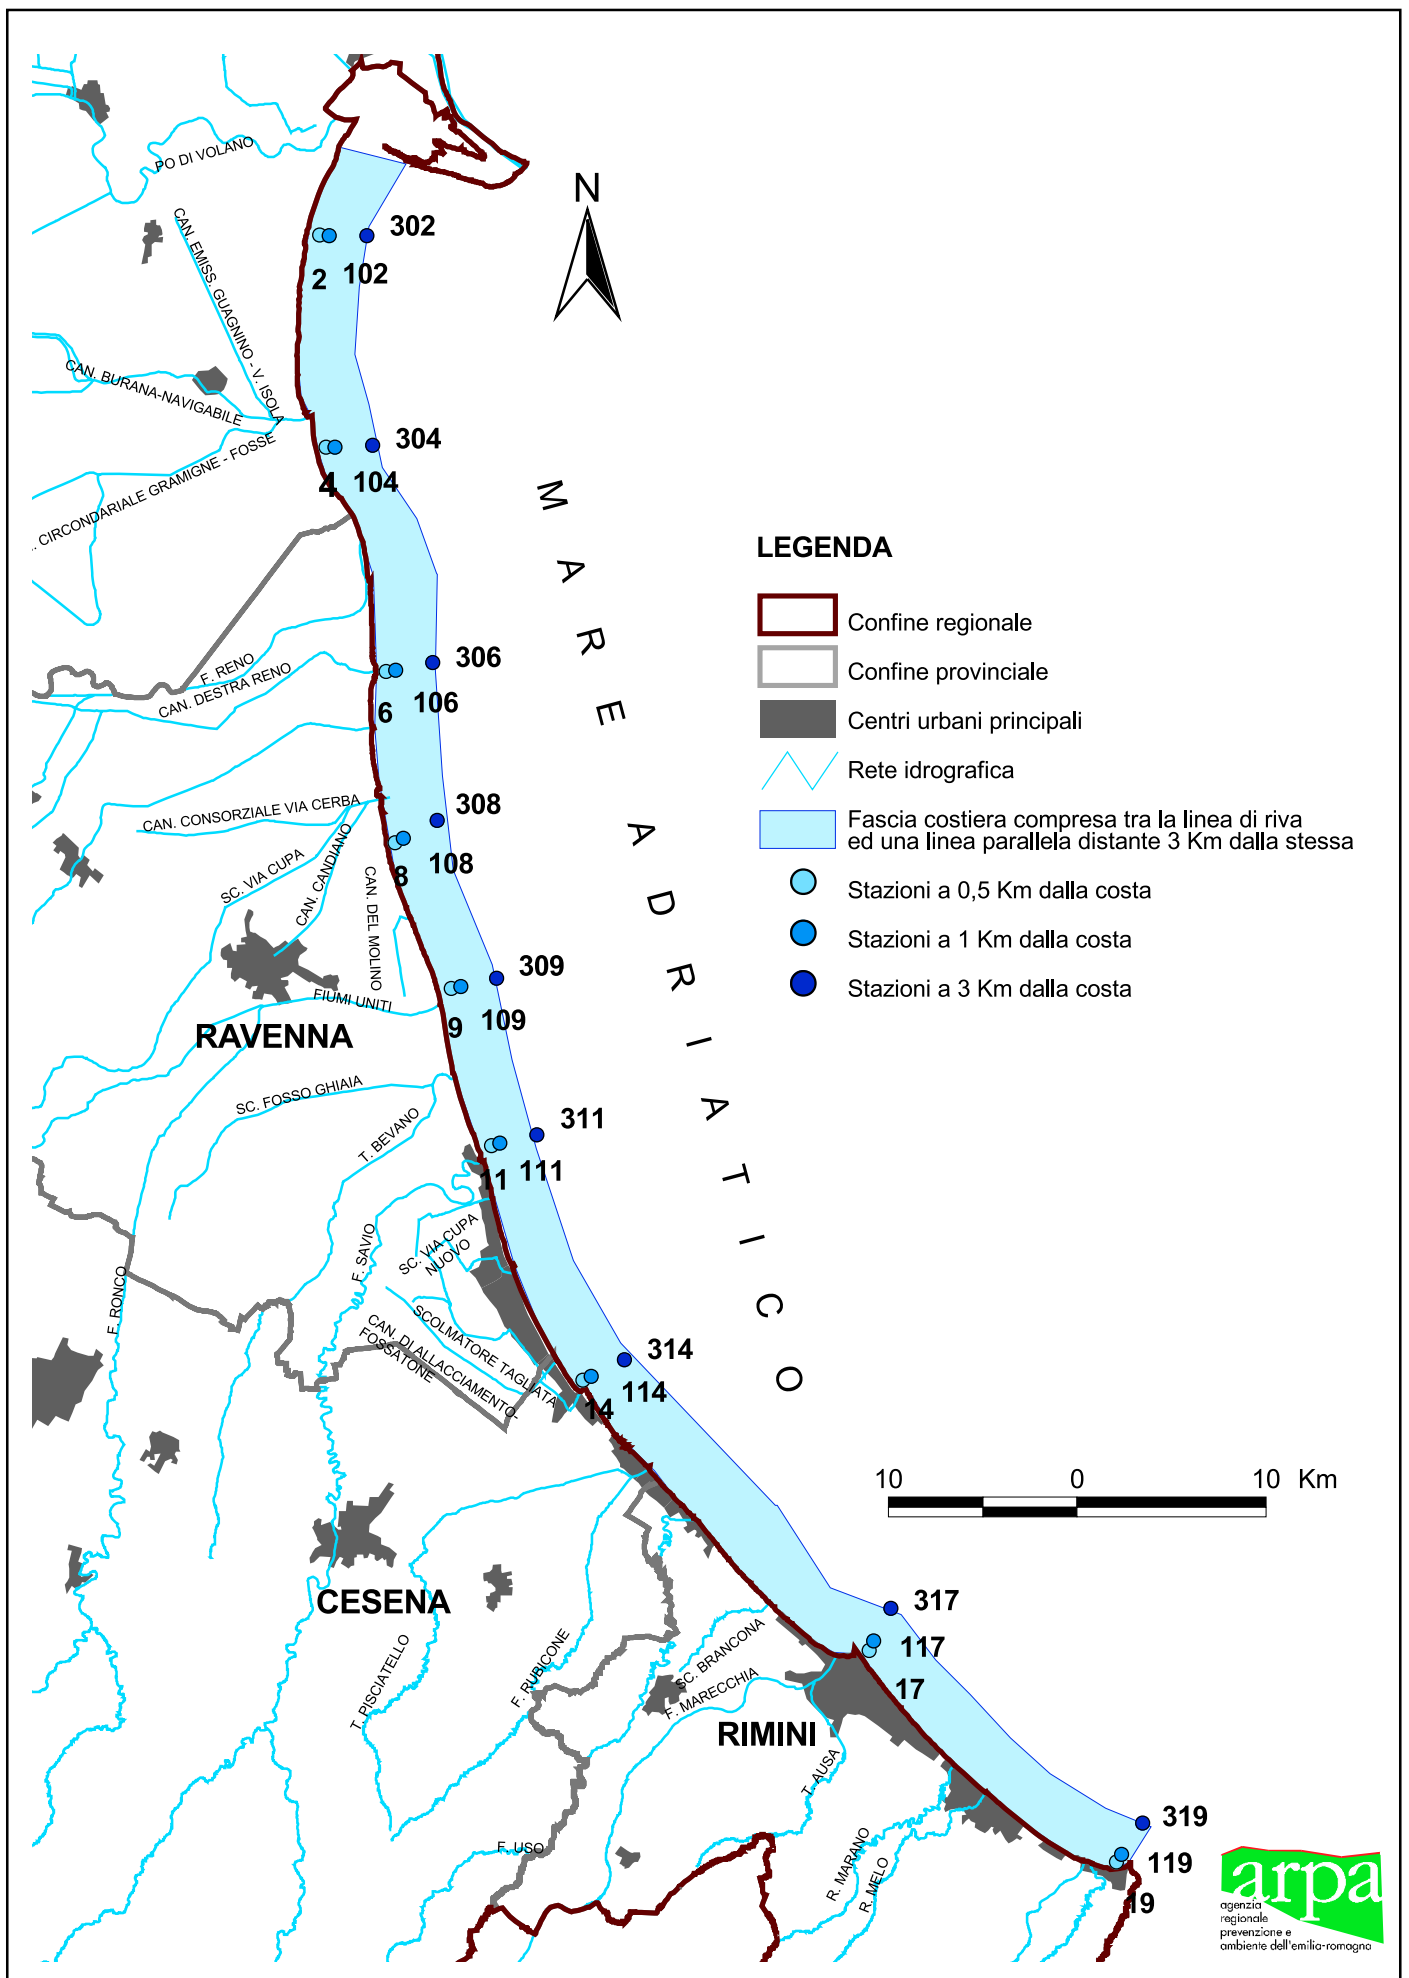 PO DI VOLANO
N
CAN. EMISS. GUAGNINO - V. ISOLA
302
2 102
CAN. BURANA-NAVIGABILE
304
4 104
. CIRCONDARIALE GRAMIGNE - FOSSE
MARE ADRIATICO
LEGENDA
Confine regionale
Confine provinciale
Centri urbani principali
Rete idrografica
Fascia costiera compresa tra la linea di riva
ed una linea parallela distante 3 Km dalla stessa
Stazioni a 0,5 Km dalla costa
Stazioni a 1 Km dalla costa
Stazioni a 3 Km dalla costa
F. RENO
CAN. DESTRA RENO
306
6 106
CAN. CONSORZIALE VIA CERBA
308
8 108
SC. VIA CUPA
CAN. CANDIANO
CAN. DEL MOLINO
309
9 109
FIUMI UNITI
RAVENNA
SC. FOSSO GHIAIA
T. BEVANO
311
11 111
F. SAVIO
SC. VIA CUPA
NUOVO
F. RONCO
SCOLMATORE TAGLIATA
CAN. DI ALLACCIAMENTO-
FOSSATONE
314
14 114
10 0 10 Km
CESENA
T. PISCIATELLO
F. RUBICONE
SC. BRANCONA
F. MARECCHIA
317
117
17
RIMINI
T. AUSA
F. USO
R. MARANO
R. MELO
319
119
19
arpa
agenzia
regionale
prevenzione e
ambiente dell'emilia-romagna